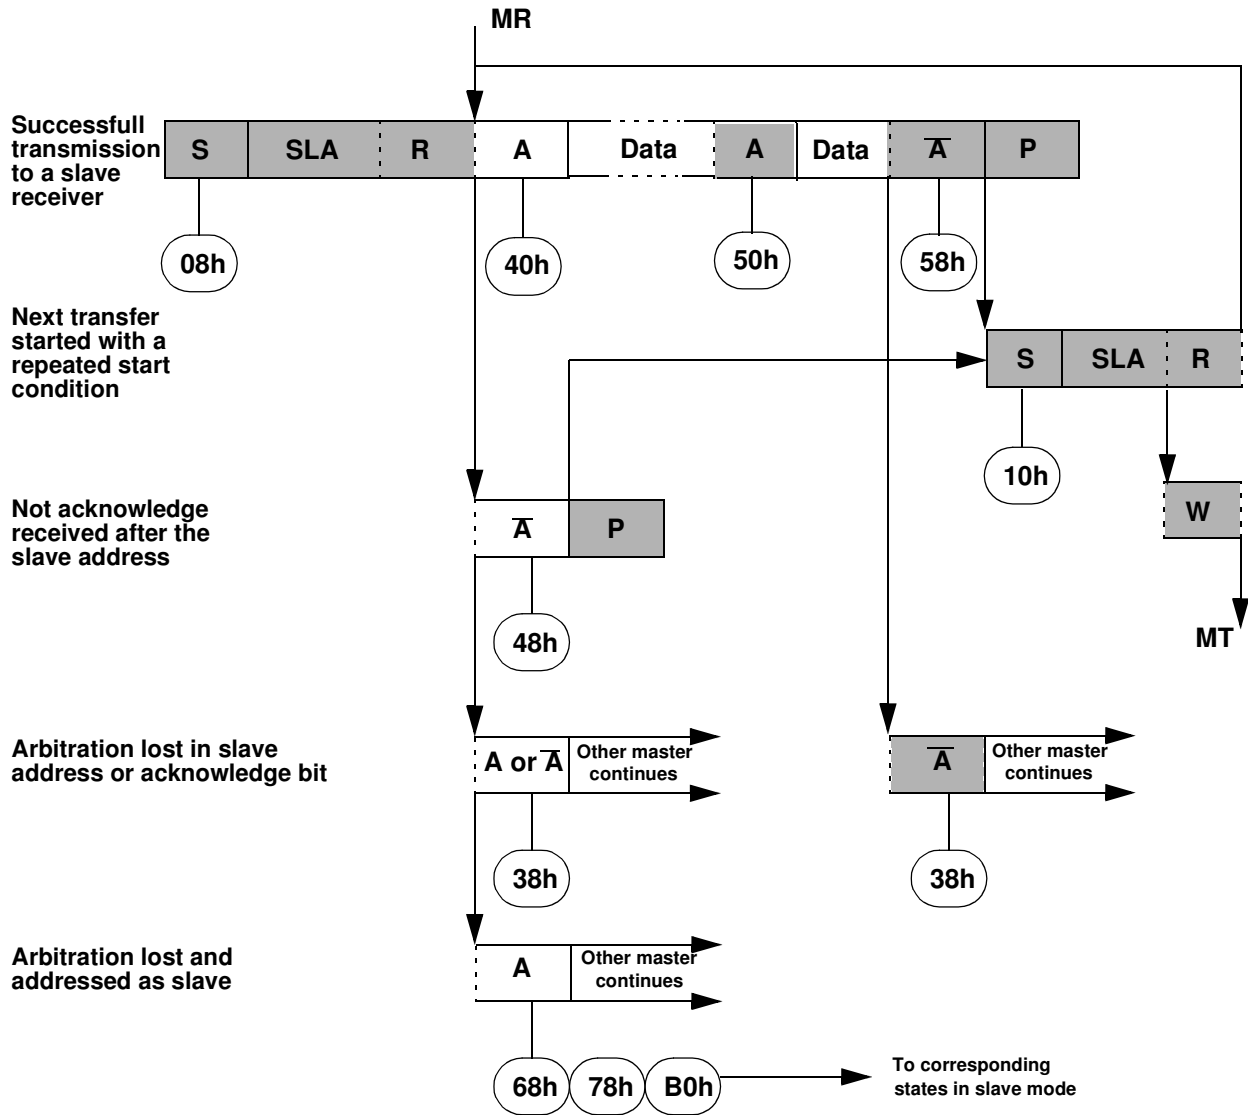 MR
Successfull
transmission
to a slave
receiver
S SLA R A Data A Data A̅ P
08h 40h 50h 58h
Next transfer
started with a
repeated start
condition
S SLA R
10h
Not acknowledge
received after the
slave address
A̅ P
W
48h
MT
Arbitration lost in slave
address or acknowledge bit
A or A̅
Other master
continues
A̅
Other master
continues
38h 38h
Arbitration lost and
addressed as slave
A
Other master
continues
68h 78h B0h
To corresponding
states in slave mode